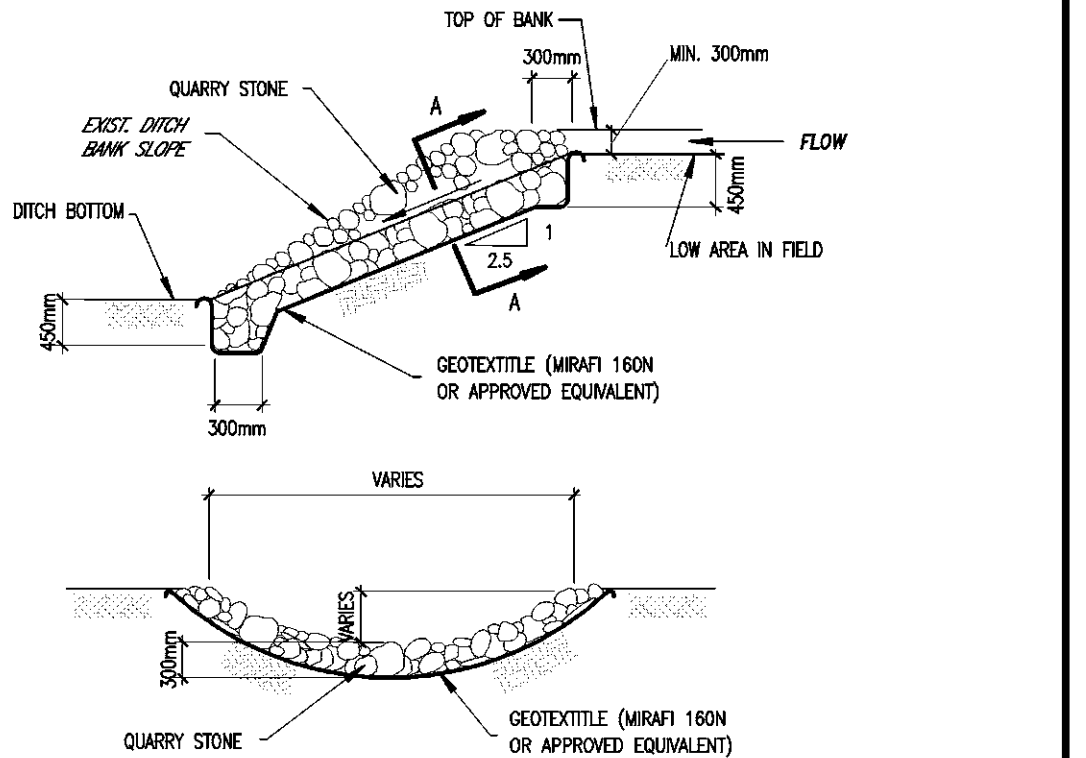 TOP OF BANK
300mm
MIN. 300mm
QUARRY STONE
A
EXIST. DITCH
BANK SLOPE
FLOW
DITCH BOTTOM
450mm
1
2.5
LOW AREA IN FIELD
A
450mm
GEOTEXTITLE (MIRAFI 160N
OR APPROVED EQUIVALENT)
300mm
VARIES
VARIES
300mm
GEOTEXTITLE (MIRAFI 160N
OR APPROVED EQUIVALENT)
QUARRY STONE